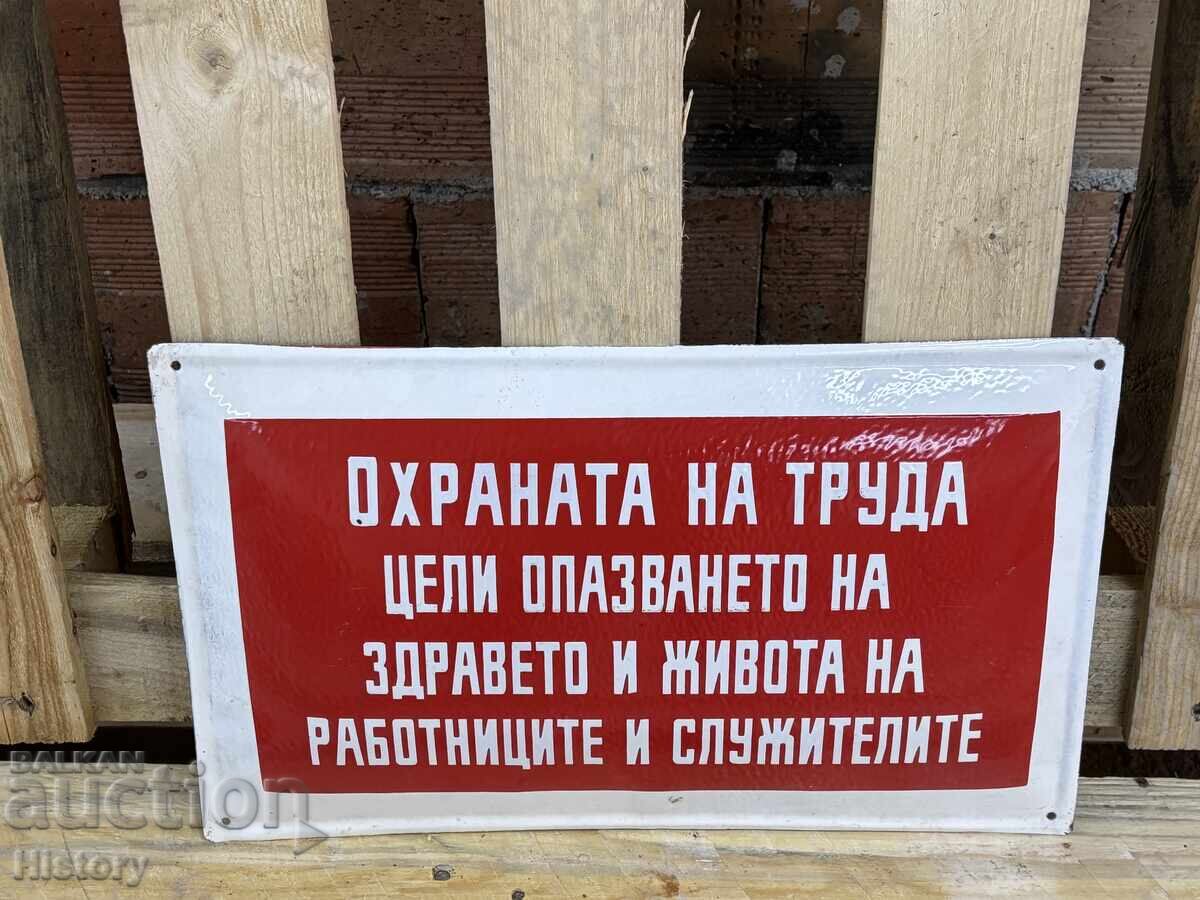 ОХРАНАТА НА ТРУДА
ЦЕЛИ ОПАЗВАНЕТО НА
ЗДРАВЕТО И ЖИВОТА НА
РАБОТНИЦИТЕ И СЛУЖИТЕЛИТЕ
BALKAN
auction
History